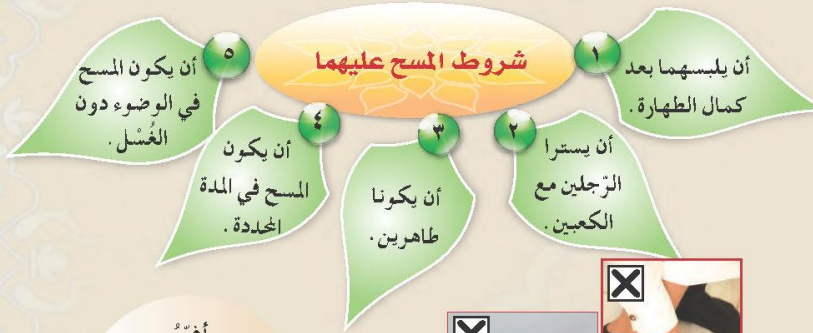 شروط المسح عليهما
١
أن يلبسهما بعد
كمال الطهارة .
٢
أن يسترا
الرّجلين مع
الكعبين .
٣
أن يكونا
طاهرين .
٤
أن يكون
المسح في المدة
المحددة .
٥
أن يكون المسح
في الوضوء دون
الغُسْل .